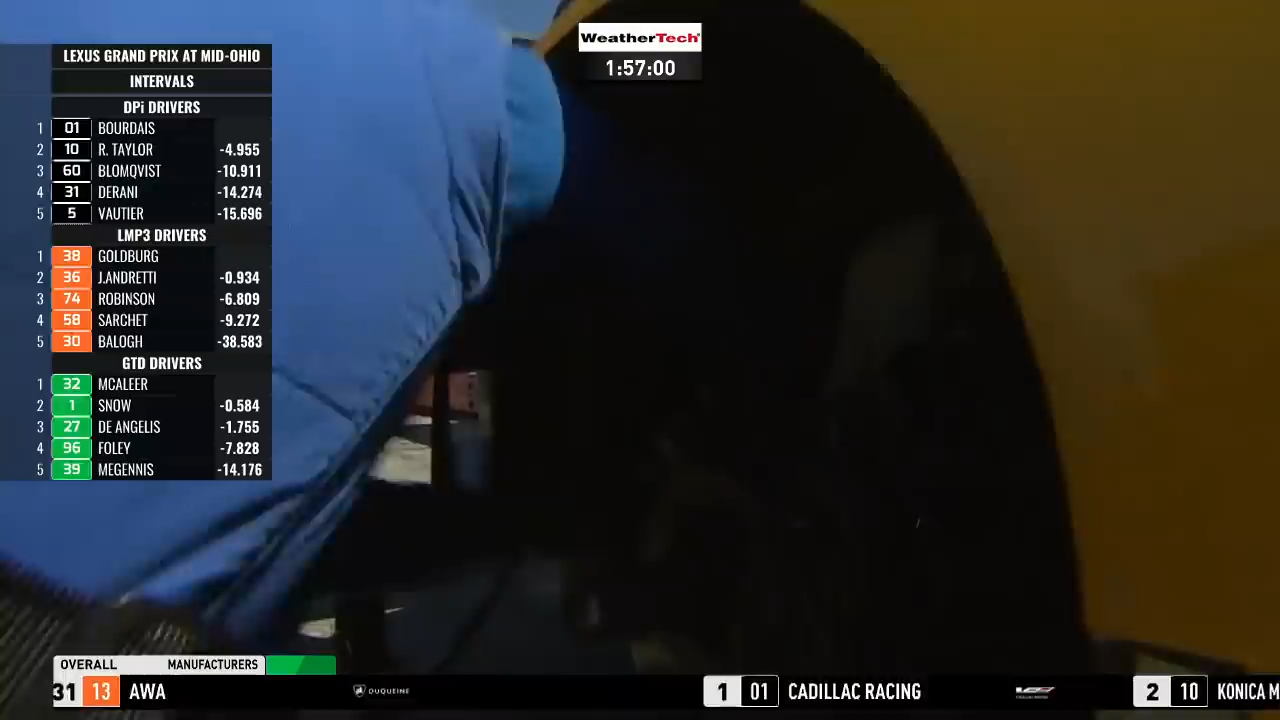 WeatherTech
1:57:00
LEXUS GRAND PRIX AT MID-OHIO
INTERVALS
DPi DRIVERS
1 01 BOURDAIS
2 10 R. TAYLOR -4.955
3 60 BLOMQVIST -10.911
4 31 DERANI -14.274
5 5 VAUTIER -15.696
LMP3 DRIVERS
1 38 GOLDBURG
2 36 J.ANDRETTI -0.934
3 74 ROBINSON -6.809
4 58 SARCHET -9.272
5 30 BALOGH -38.583
GTD DRIVERS
1 32 MCALEER
2 1 SNOW -0.584
3 27 DE ANGELIS -1.755
4 96 FOLEY -7.828
5 39 MEGENNIS -14.176
OVERALL MANUFACTURERS
31 13 AWA DUQUEINE 1 01 CADILLAC RACING 2 10 KONICA M